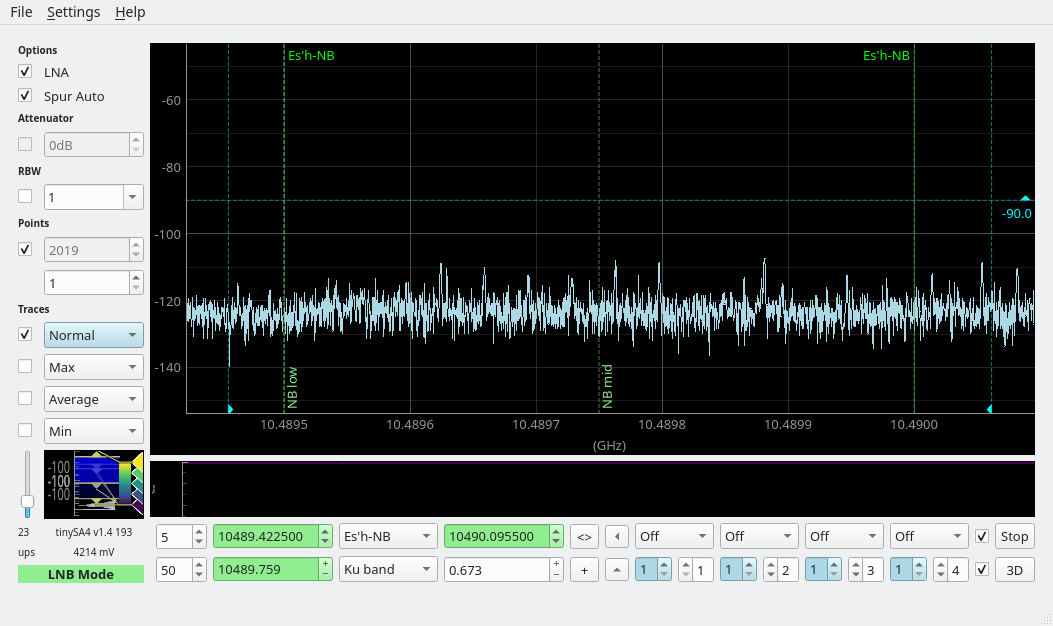 File Settings Help
Options
LNA
Spur Auto
Attenuator
0dB
RBW
1
Points
2019
1
Traces
Normal
Max
Average
Min
-100
-100
-100
23 tinySA4 v1.4 193
ups 4214 mV
LNB Mode
Es'h-NB Es'h-NB
-60
-80
-90.0
-100
-120
-140
NB low NB mid
10.4895 10.4896 10.4897 10.4898 10.4899 10.4900
(GHz)
5 10489.422500 Es'h-NB 10490.095500 <> Off Off Off Off Stop
50 10489.759 Ku band 0.673 + 1 1 1 2 1 3 1 4 3D